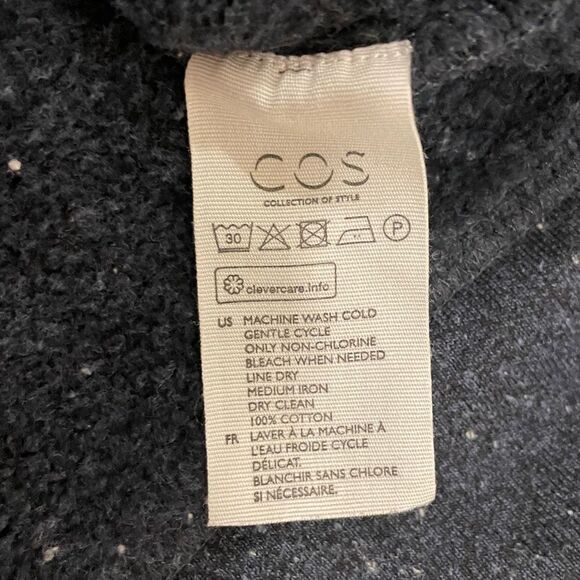 COS
COLLECTION OF STYLE
30 P
clevercare.info
US MACHINE WASH COLD
GENTLE CYCLE
ONLY NON-CHLORINE
BLEACH WHEN NEEDED
LINE DRY
MEDIUM IRON
DRY CLEAN
100% COTTON
FR LAVER À LA MACHINE À
L'EAU FROIDE CYCLE
DÉLICAT.
BLANCHIR SANS CHLORE
SI NÉCESSAIRE.